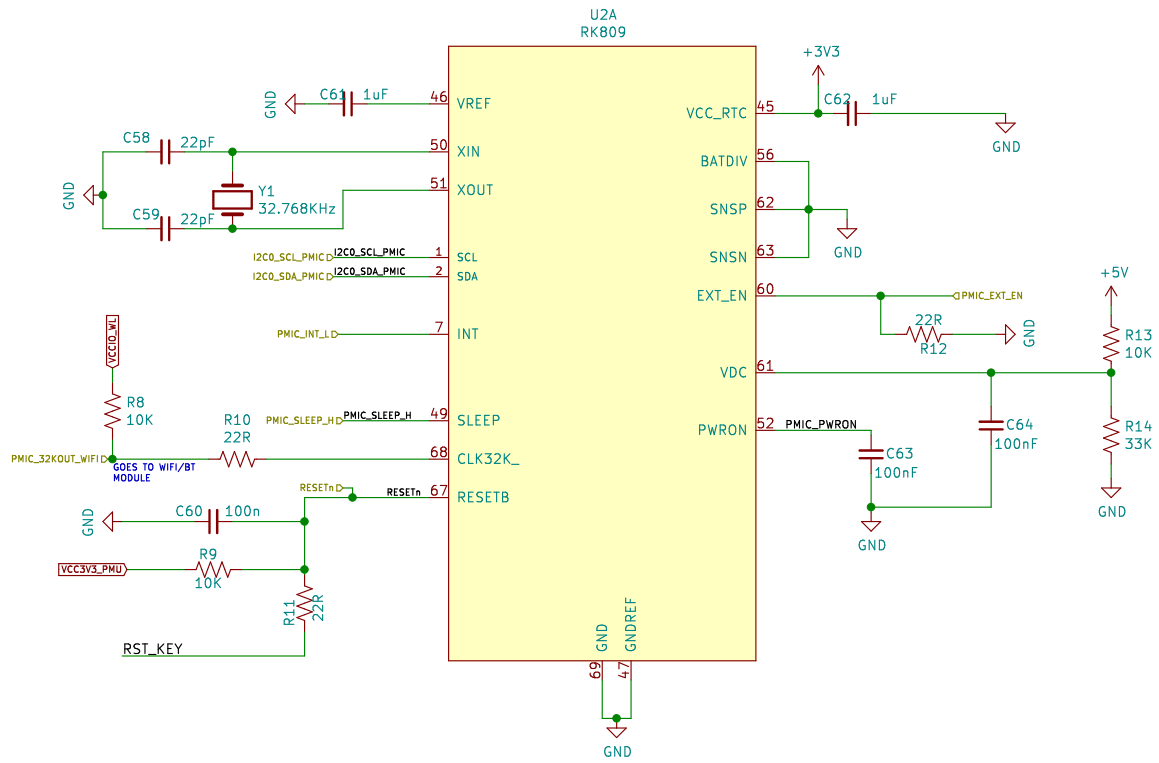 U2A
RK809
+3V3
GND
C61
1uF
46
VREF
VCC_RTC
45
C62
1uF
GND
C58
22pF
50
XIN
BATDIV
56
GND
Y1
32.768KHz
51
XOUT
C59
22pF
SNSP
62
GND
I2C0_SCL_PMIC
I2C0_SCL_PMIC
1
SCL
SNSN
63
I2C0_SDA_PMIC
I2C0_SDA_PMIC
2
SDA
EXT_EN
60
PMIC_EXT_EN
+5V
PMIC_INT_L
7
INT
22R
R12
GND
R13
10K
VCCIO_WL
VDC
61
R8
10K
PMIC_SLEEP_H
PMIC_SLEEP_H
49
SLEEP
PWRON
52
PMIC_PWRON
C64
100nF
R14
33K
R10
22R
PMIC_32KOUT_WIFI
68
CLK32K_
GOES TO WIFI/BT
MODULE
C63
100nF
RESETn
RESETn
67
RESETB
GND
C60
100n
GND
GND
VCC3V3_PMU
R9
10K
R11
22R
RST_KEY
GND
GNDREF
69
47
GND